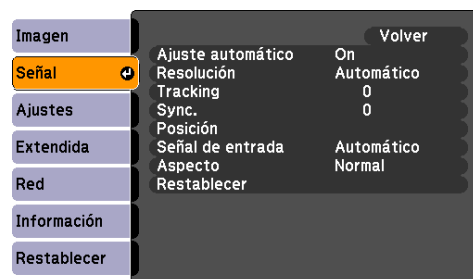 Imagen
Señal
Ajustes
Extendida
Red
Información
Restablecer
Volver
Ajuste automático On
Resolución Automático
Tracking 0
Sync. 0
Posición
Señal de entrada Automático
Aspecto Normal
Restablecer